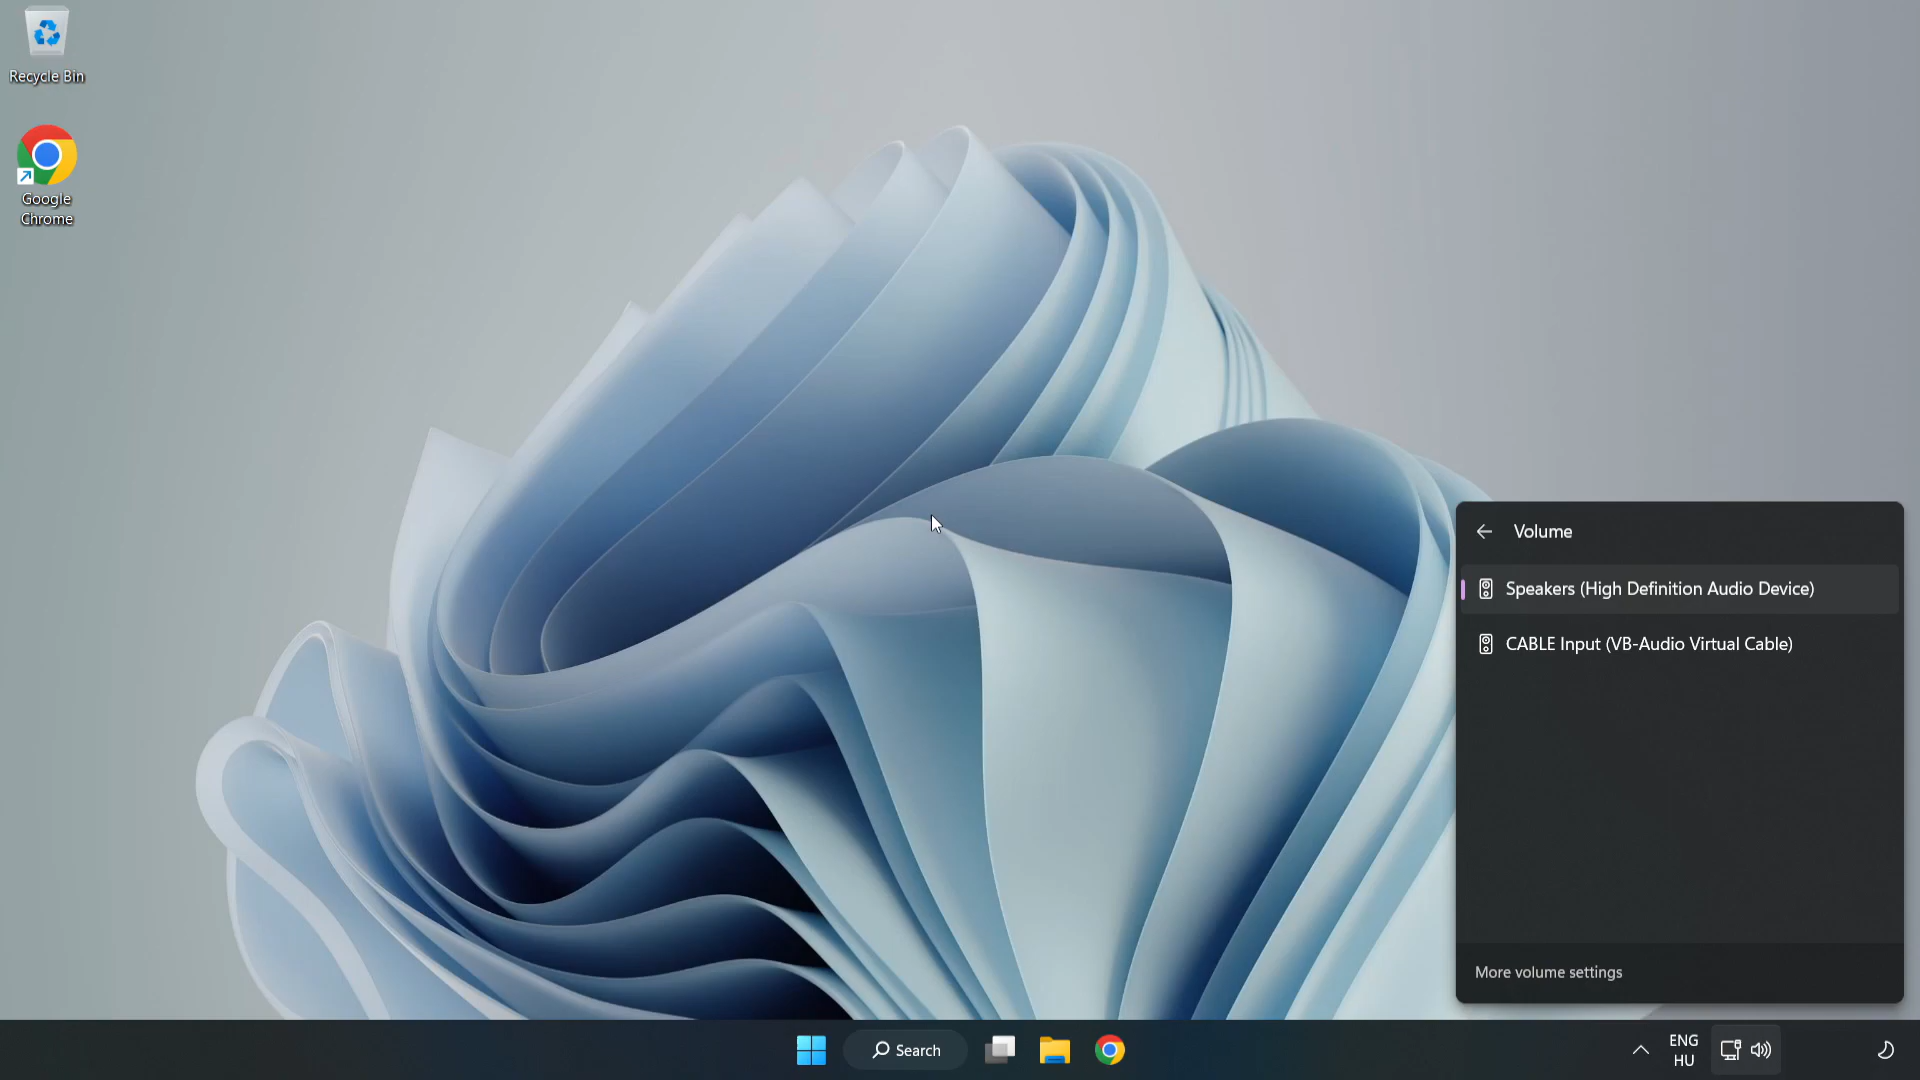 Recycle Bin
Google
Chrome
Volume
Speakers (High Definition Audio Device)
CABLE Input (VB-Audio Virtual Cable)
More volume settings
Search
ENG
HU